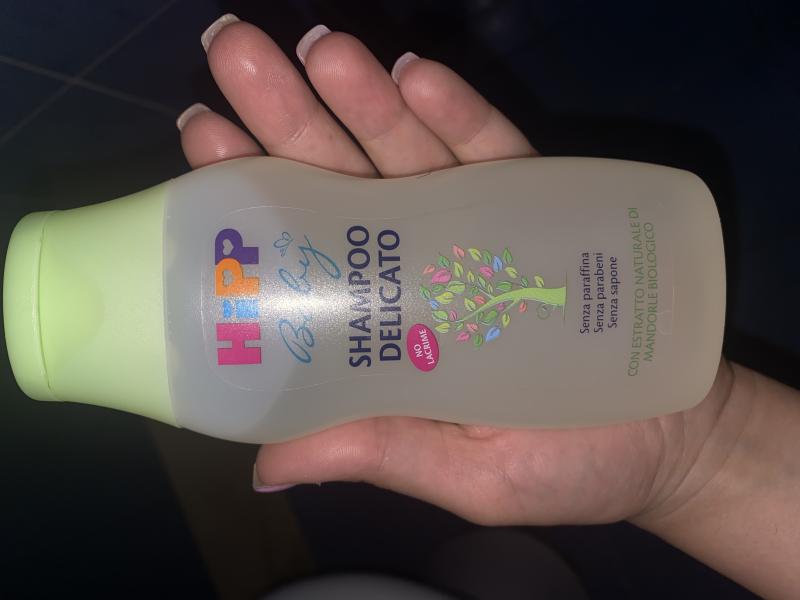 HiPP
Baby
SHAMPOO
DELICATO
NO
LACRIME
Senza paraffina
Senza parabeni
Senza sapone
CON ESTRATTO NATURALE DI
MANDORLE BIOLOGICO